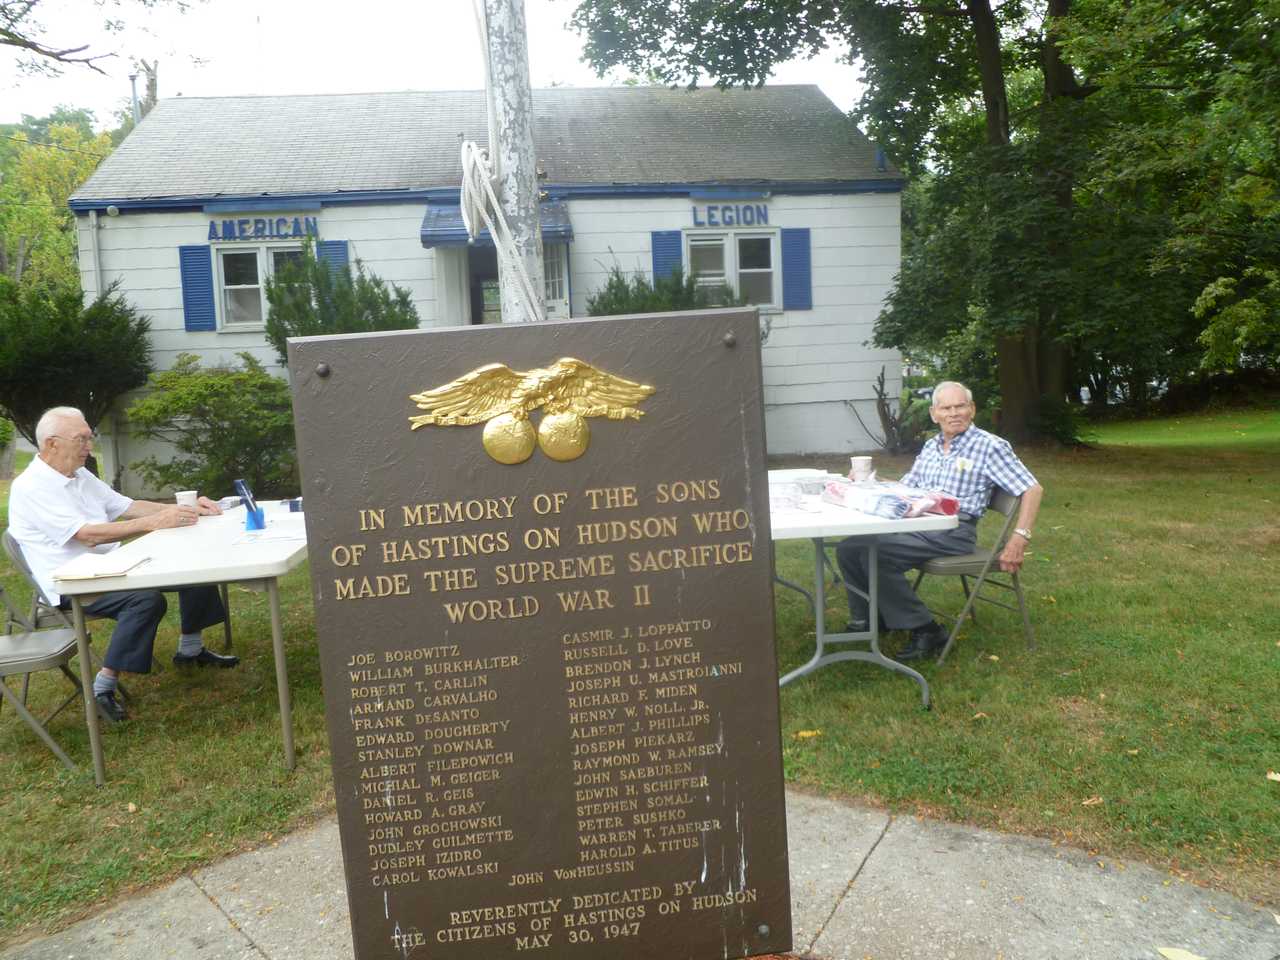 AMERICAN
LEGION
IN MEMORY OF THE SONS
OF HASTINGS ON HUDSON WHO
MADE THE SUPREME SACRIFICE
WORLD WAR II
JOE BOROWITZ
WILLIAM BURKHALTER
ROBERT T. CARLIN
ARMAND CARVALHO
FRANK DESANTO
EDWARD DOUGHERTY
STANLEY DOWNAR
ALBERT FILEPOWICH
MICHIAL M. GEIGER
DANIEL R. GEIS
HOWARD A. GRAY
JOHN GROCHOWSKI
DUDLEY GUILMETTE
JOSEPH IZIDRO
CAROL KOWALSKI
CASMIR J. LOPPATTO
RUSSELL D. LOVE
BRENDON J. LYNCH
JOSEPH U. MASTROIANNI
RICHARD F. MIDEN
HENRY W. NOLL, JR.
ALBERT J. PHILLIPS
JOSEPH PIEKARZ
RAYMOND W. RAMSEY
JOHN SAEBUREN
EDWIN H. SCHIFFER
STEPHEN SOMAL
PETER SUSHKO
WARREN T. TABERER
HAROLD A. TITUS
JOHN VONHEUSSIN
REVERENTLY DEDICATED BY
THE CITIZENS OF HASTINGS ON HUDSON
MAY 30, 1947